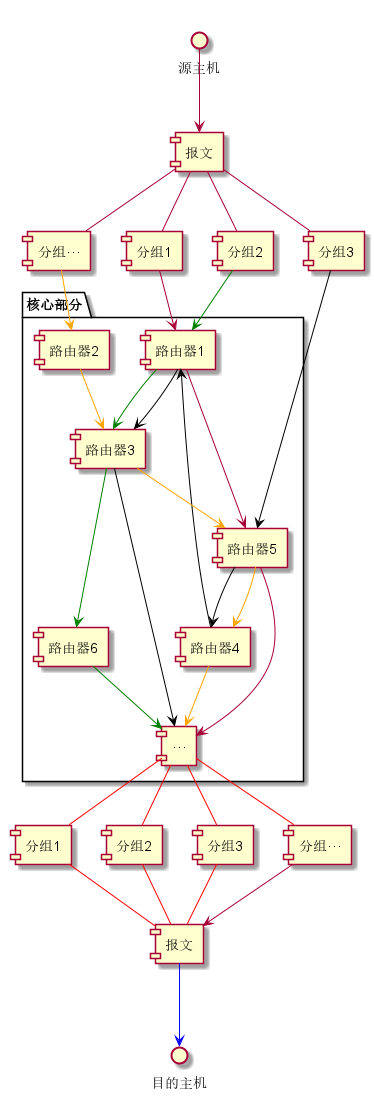 源主机
报文
分组…
分组1
分组2
分组3
核心部分
路由器2
路由器1
路由器3
路由器5
路由器6
路由器4
…
分组1
分组2
分组3
分组…
报文
目的主机